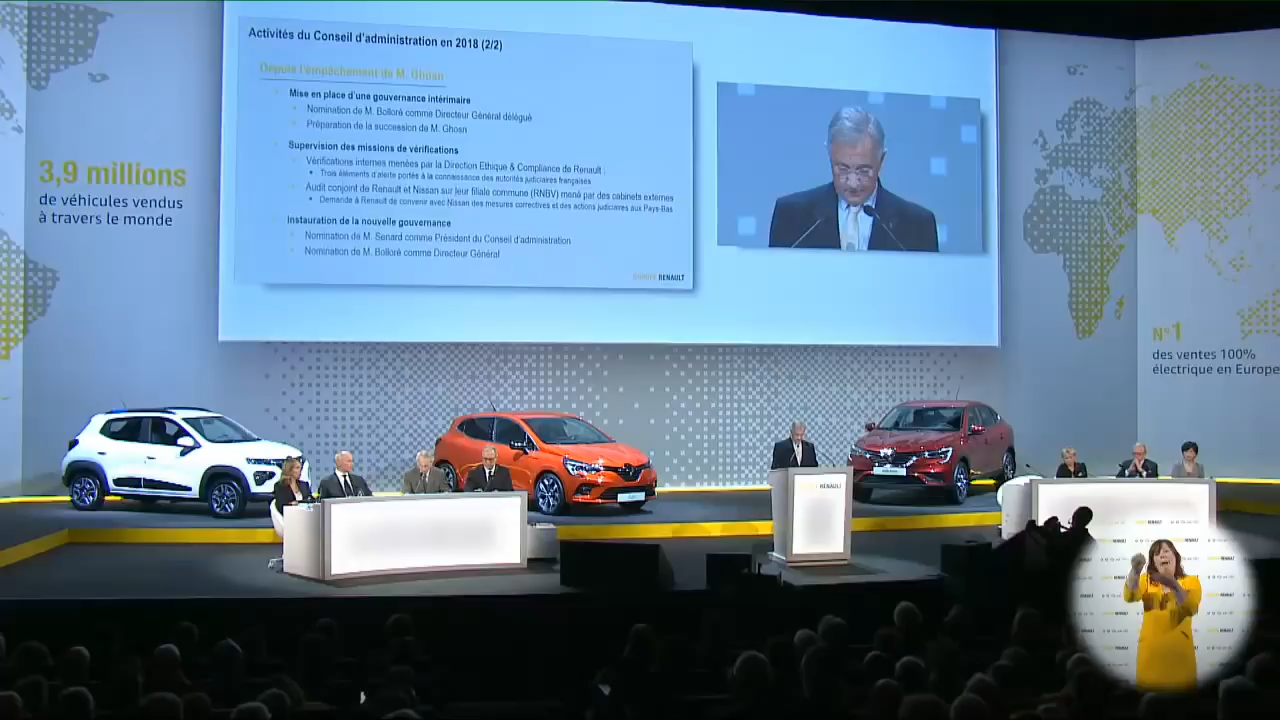 Activités du Conseil d'administration en 2018 (2/2)
Depuis l'empêchement de M. Ghosn
Mise en place d'une gouvernance intérimaire
Nomination de M. Bolloré comme Directeur Général délégué
Préparation de la succession de M. Ghosn
Supervision des missions de vérifications
Vérifications internes menées par la Direction Ethique & Compliance de Renault :
Trois éléments d'alerte portés à la connaissance des autorités judiciaires françaises
Audit conjoint de Renault et Nissan sur leur filiale commune (RNBV) mené par des cabinets externes
Demande à Renault de convenir avec Nissan des mesures correctives et des actions judiciaires aux Pays-Bas
Instauration de la nouvelle gouvernance
Nomination de M. Senard comme Président du Conseil d'administration
Nomination de M. Bolloré comme Directeur Général
GROUPE RENAULT
3,9 millions
de véhicules vendus
à travers le monde
N°1
des ventes 100%
électrique en Europe
RENAULT